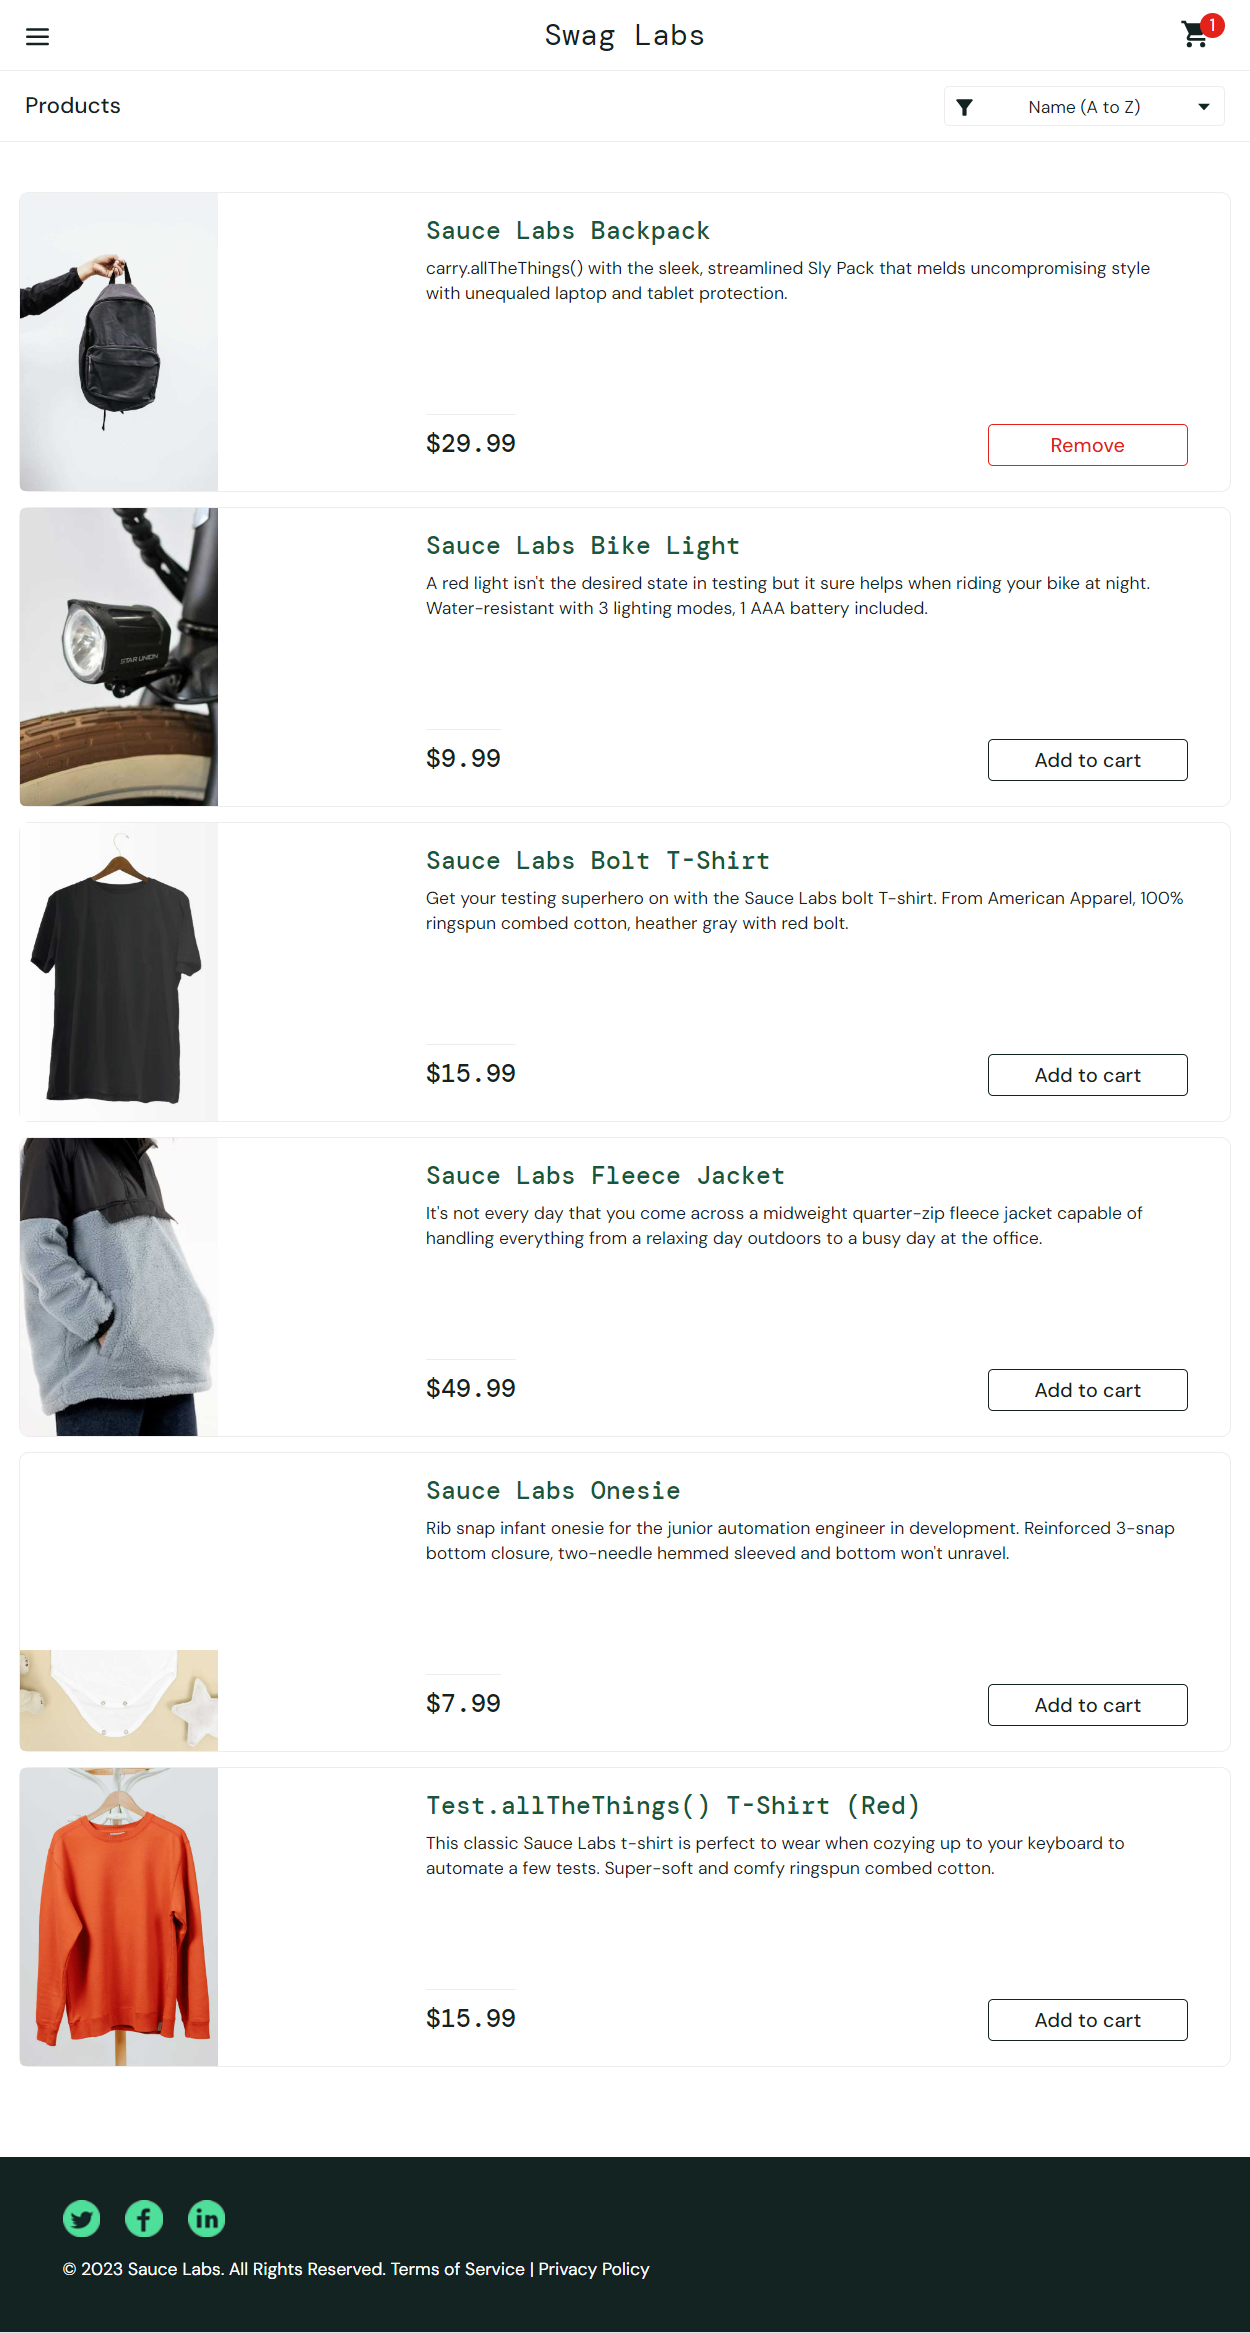 Swag Labs
1
Products
Name (A to Z)
Sauce Labs Backpack
carry.allTheThings() with the sleek, streamlined Sly Pack that melds uncompromising style
with unequaled laptop and tablet protection.
$29.99
Remove
Sauce Labs Bike Light
A red light isn't the desired state in testing but it sure helps when riding your bike at night.
Water-resistant with 3 lighting modes, 1 AAA battery included.
STAR UNION
$9.99
Add to cart
Sauce Labs Bolt T-Shirt
Get your testing superhero on with the Sauce Labs bolt T-shirt. From American Apparel, 100%
ringspun combed cotton, heather gray with red bolt.
$15.99
Add to cart
Sauce Labs Fleece Jacket
It's not every day that you come across a midweight quarter-zip fleece jacket capable of
handling everything from a relaxing day outdoors to a busy day at the office.
$49.99
Add to cart
Sauce Labs Onesie
Rib snap infant onesie for the junior automation engineer in development. Reinforced 3-snap
bottom closure, two-needle hemmed sleeved and bottom won't unravel.
$7.99
Add to cart
Test.allTheThings() T-Shirt (Red)
This classic Sauce Labs t-shirt is perfect to wear when cozying up to your keyboard to
automate a few tests. Super-soft and comfy ringspun combed cotton.
$15.99
Add to cart
© 2023 Sauce Labs. All Rights Reserved. Terms of Service | Privacy Policy